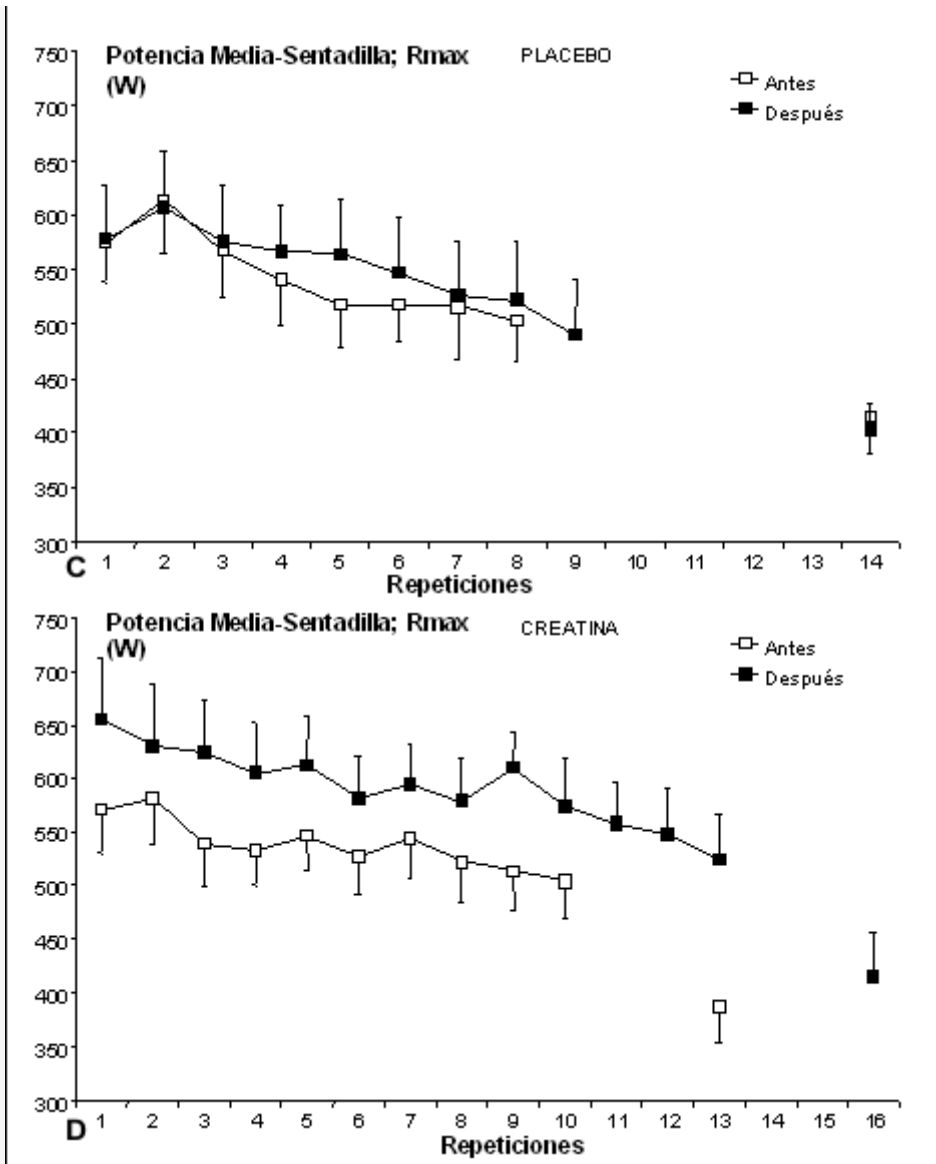 Potencia Media-Sentadilla; Rmax
(W)
PLACEBO
Antes
Después
750
700
650
600
550
500
450
400
350
300
C
1 2 3 4 5 6 7 8 9 10 11 12 13 14
Repeticiones
Potencia Media-Sentadilla; Rmax
(W)
CREATINA
Antes
Después
750
700
650
600
550
500
450
400
350
300
D
1 2 3 4 5 6 7 8 9 10 11 12 13 14 15 16
Repeticiones